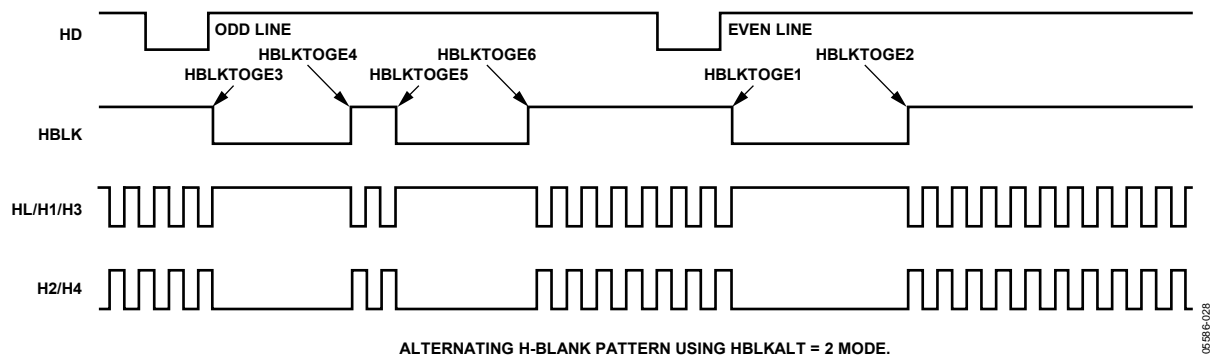 HD
ODD LINE
EVEN LINE
HBLKTOGE4
HBLKTOGE6
HBLKTOGE2
HBLKTOGE3
HBLKTOGE5
HBLKTOGE1
HBLK
HL/H1/H3
H2/H4
ALTERNATING H-BLANK PATTERN USING HBLKALT = 2 MODE.
05586-028